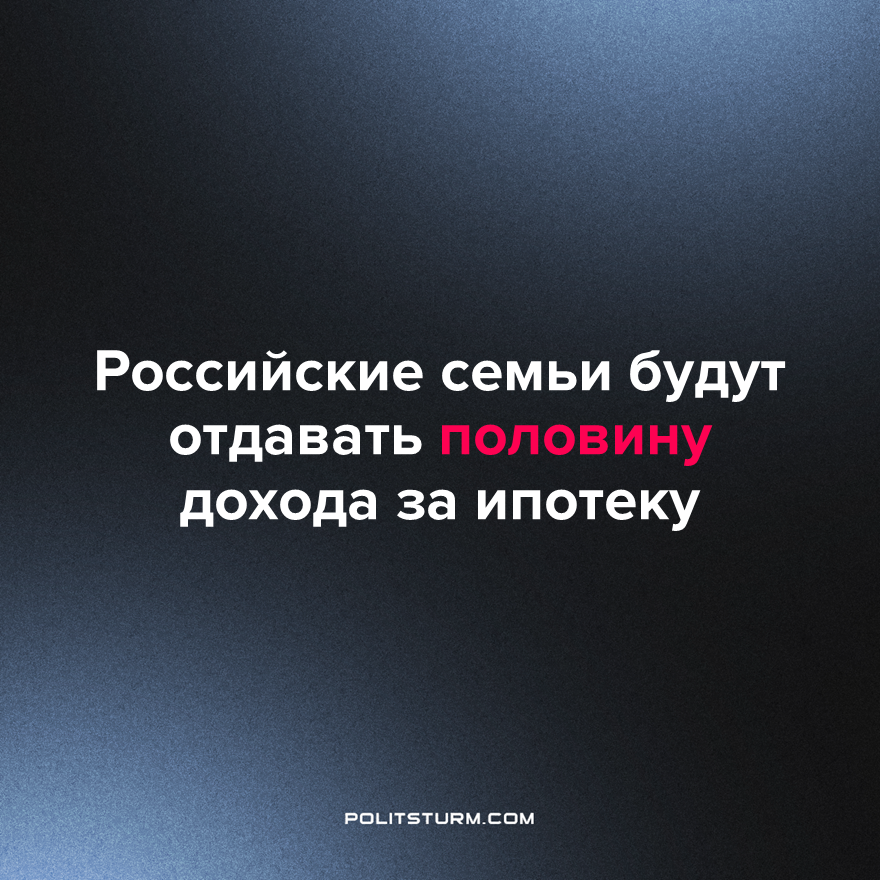 Российские семьи будут
отдавать половину
дохода за ипотеку
POLITSTURM.COM